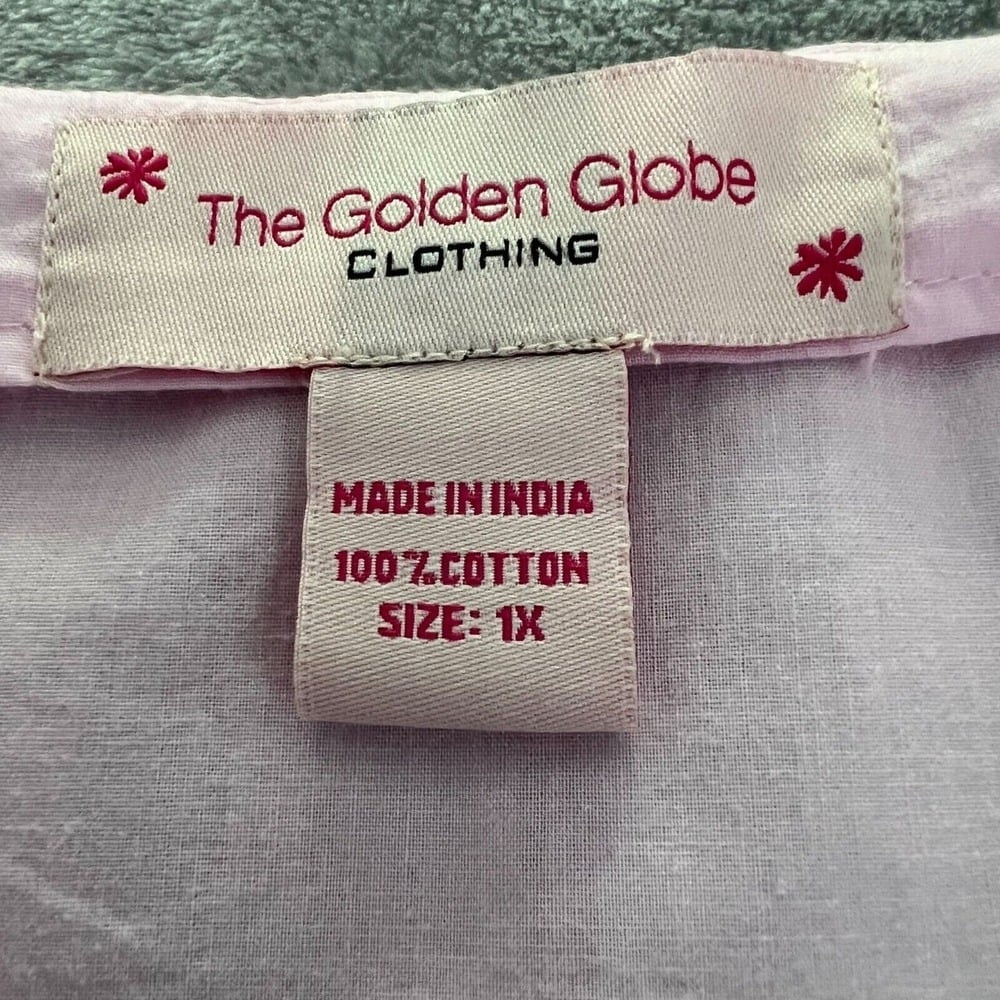 The Golden Globe
CLOTHING
MADE IN INDIA
100% COTTON
SIZE: 1X